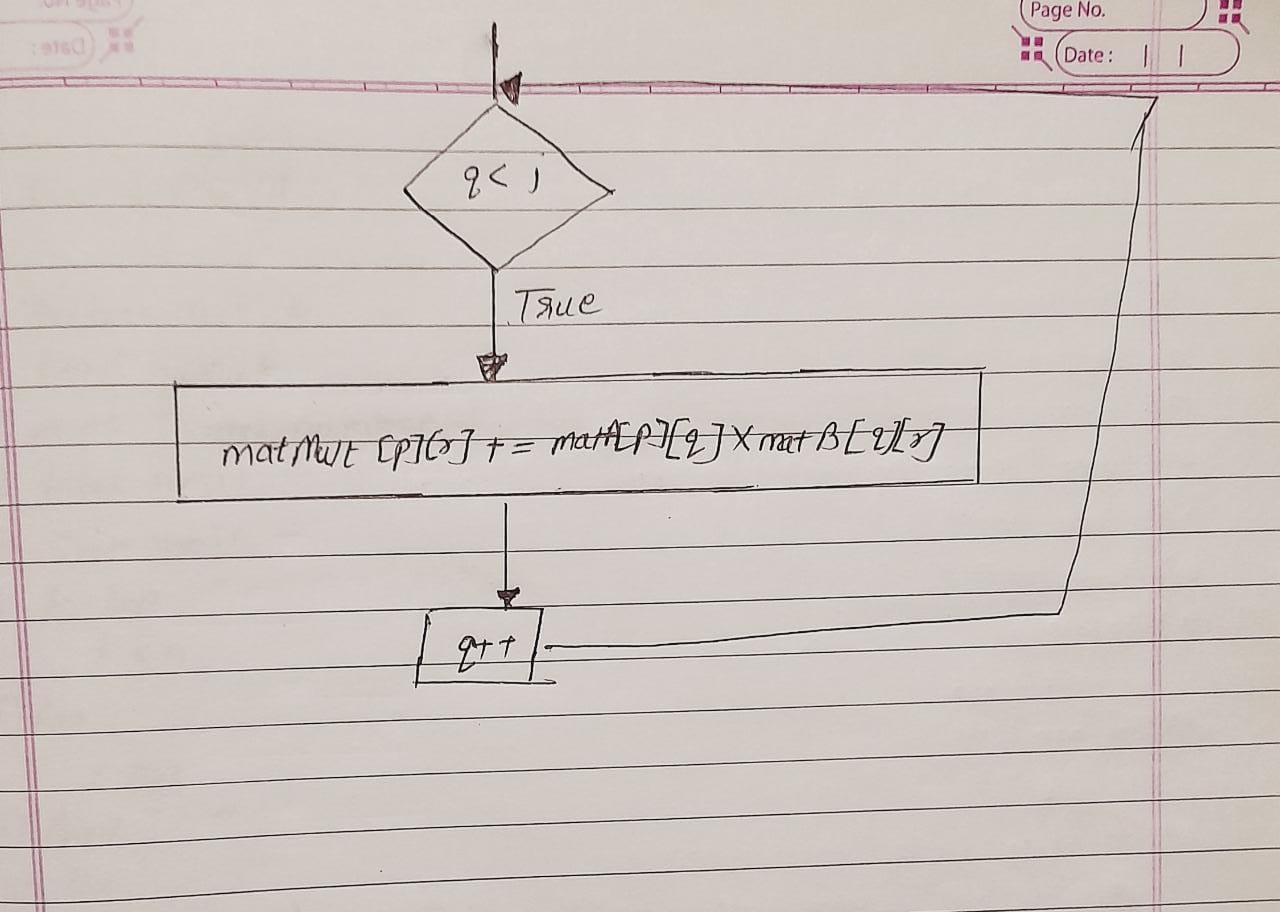 Page No.
Date :
q < j
True
matMult [p][r] += matA[p][q] X matB[q][r]
q++